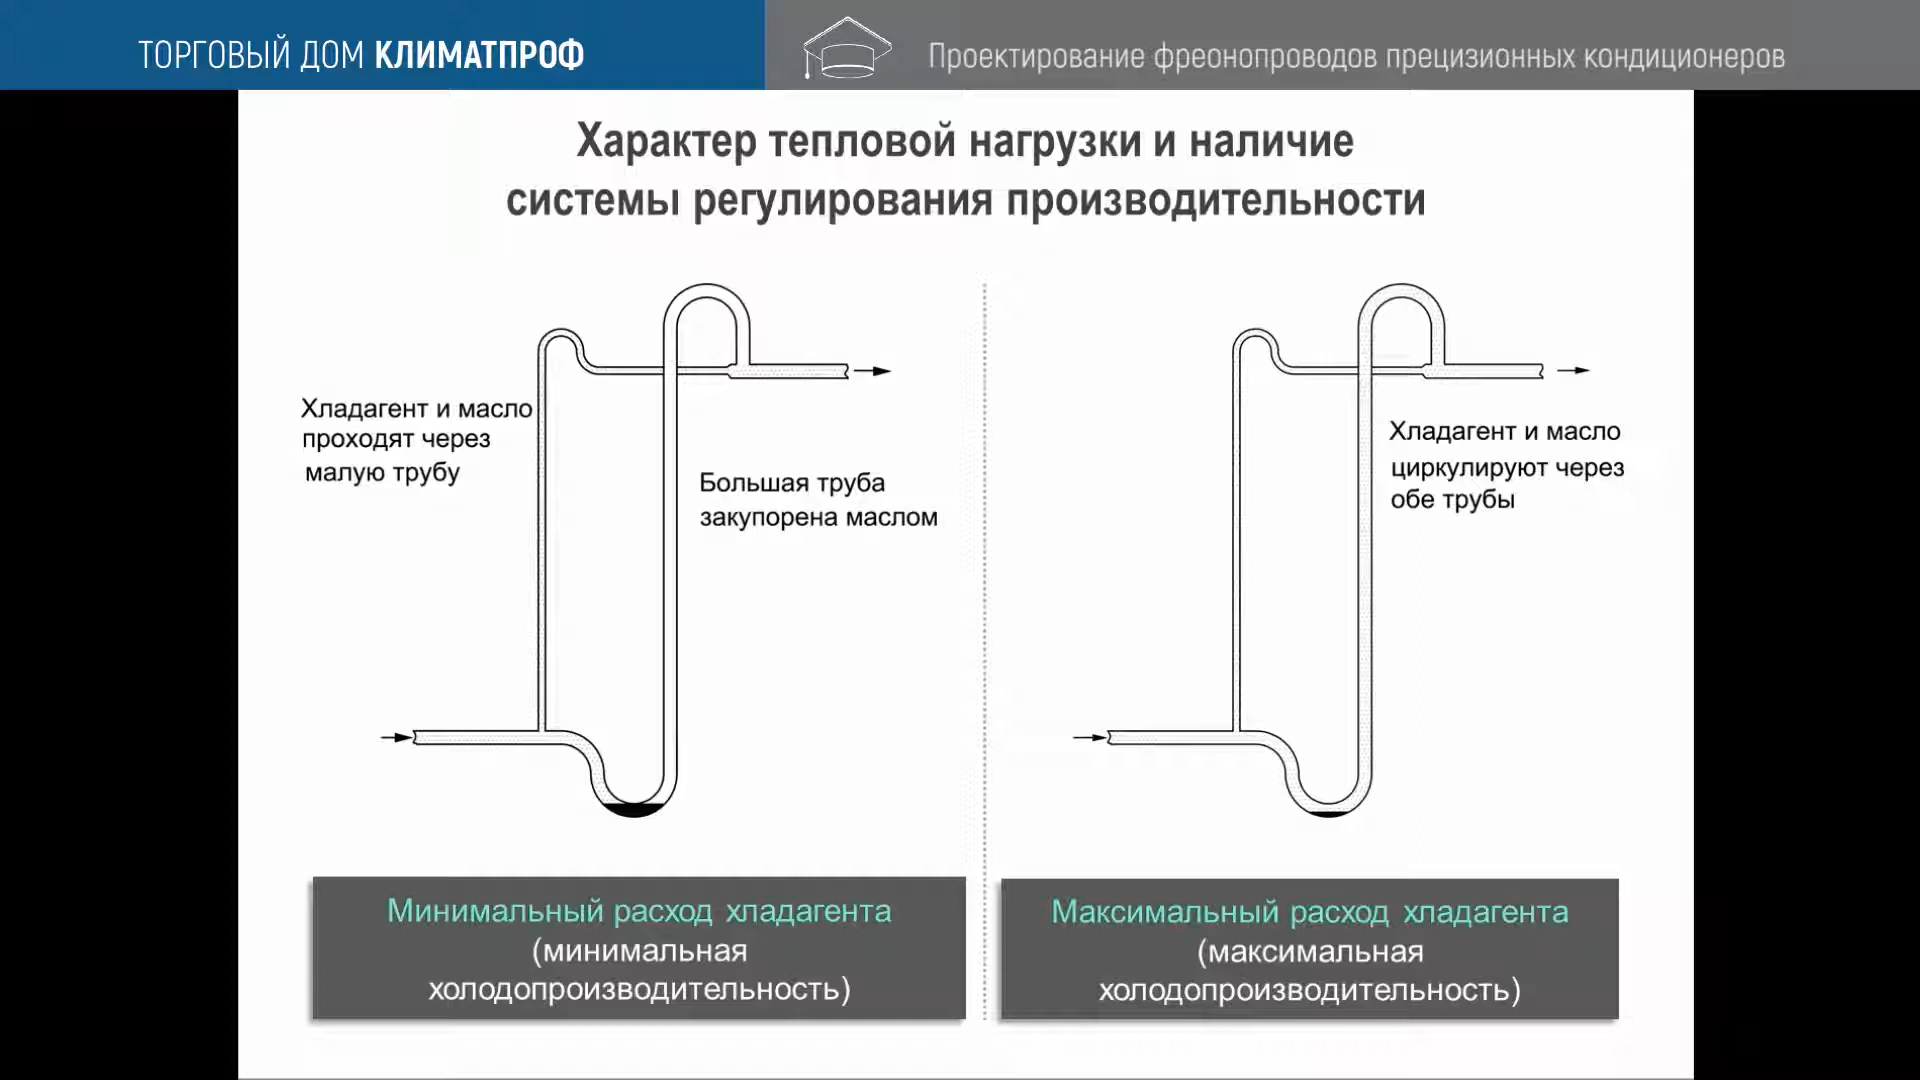 ТОРГОВЫЙ ДОМ КЛИМАТПРОФ
Проектирование фреонопроводов прецизионных кондиционеров
Характер тепловой нагрузки и наличие
системы регулирования производительности
Хладагент и масло
проходят через
малую трубу
Большая труба
закупорена маслом
Хладагент и масло
циркулируют через
обе трубы
Минимальный расход хладагента
(минимальная
холодопроизводительность)
Максимальный расход хладагента
(максимальная
холодопроизводительность)